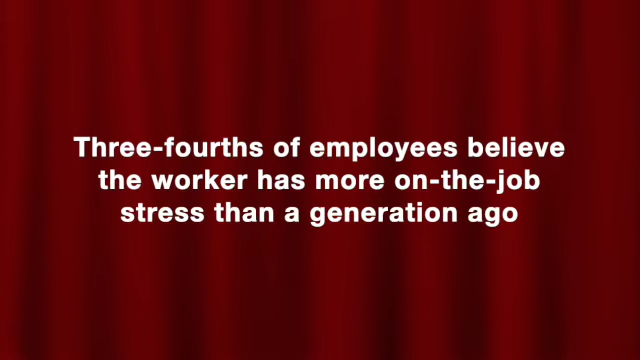 Three-fourths of employees believe
the worker has more on-the-job
stress than a generation ago